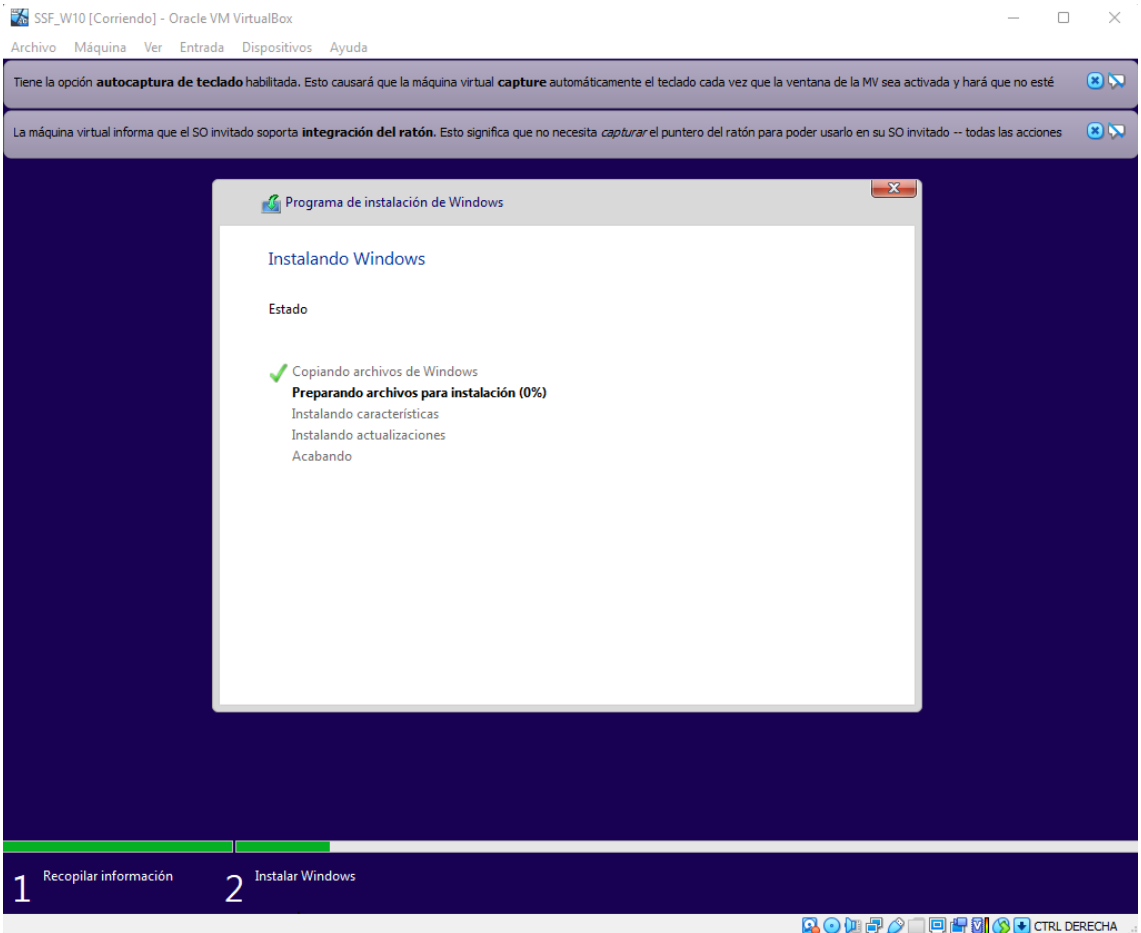 SSF_W10 [Corriendo] - Oracle VM VirtualBox
Archivo Máquina Ver Entrada Dispositivos Ayuda
Tiene la opción autocaptura de teclado habilitada. Esto causará que la máquina virtual capture automáticamente el teclado cada vez que la ventana de la MV sea activada y hará que no esté
La máquina virtual informa que el SO invitado soporta integración del ratón. Esto significa que no necesita capturar el puntero del ratón para poder usarlo en su SO invitado -- todas las acciones
Programa de instalación de Windows
Instalando Windows
Estado
Copiando archivos de Windows
Preparando archivos para instalación (0%)
Instalando características
Instalando actualizaciones
Acabando
1 Recopilar información 2 Instalar Windows
CTRL DERECHA